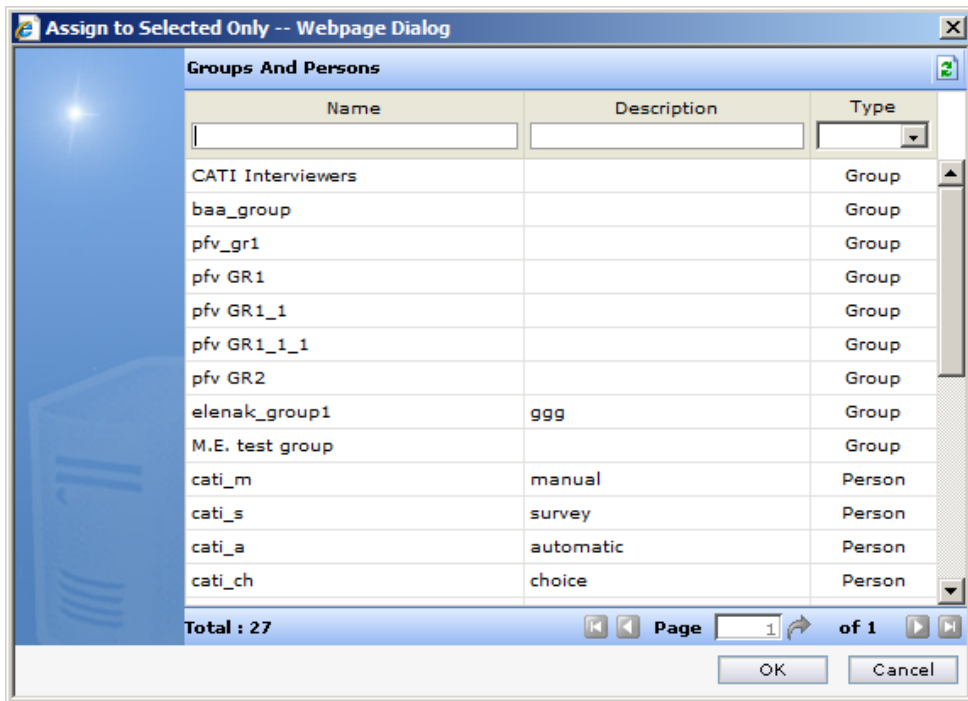 Assign to Selected Only -- Webpage Dialog
Groups And Persons
Name Description Type
CATI Interviewers Group
baa_group Group
pfv_gr1 Group
pfv GR1 Group
pfv GR1_1 Group
pfv GR1_1_1 Group
pfv GR2 Group
elenak_group1 ggg Group
M.E. test group Group
cati_m manual Person
cati_s survey Person
cati_a automatic Person
cati_ch choice Person
Total : 27 Page 1 of 1
OK Cancel